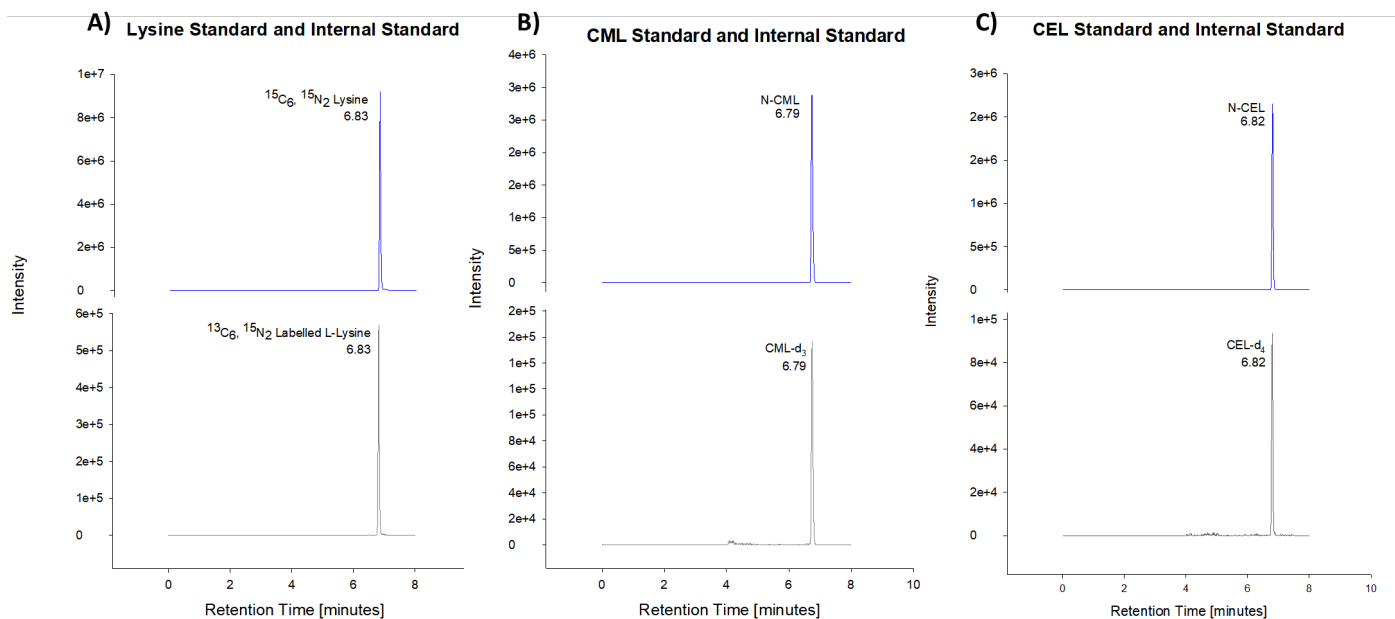 A) Lysine Standard and Internal Standard
Intensity
1e+7
8e+6
6e+6
4e+6
2e+6
0
15C6, 15N2 Lysine
6.83
6e+5
5e+5
4e+5
3e+5
2e+5
1e+5
0
13C6, 15N2 Labelled L-Lysine
6.83
0 2 4 6 8
Retention Time [minutes]
B) CML Standard and Internal Standard
Intensity
4e+6
3e+6
3e+6
2e+6
2e+6
1e+6
5e+5
0
N-CML
6.79
2e+5
2e+5
1e+5
1e+5
1e+5
8e+4
6e+4
4e+4
2e+4
0
CML-d3
6.79
0 2 4 6 8 10
Retention Time [minutes]
C) CEL Standard and Internal Standard
Intensity
3e+6
2e+6
2e+6
1e+6
5e+5
0
N-CEL
6.82
1e+5
8e+4
6e+4
4e+4
2e+4
0
CEL-d4
6.82
0 2 4 6 8 10
Retention Time [minutes]